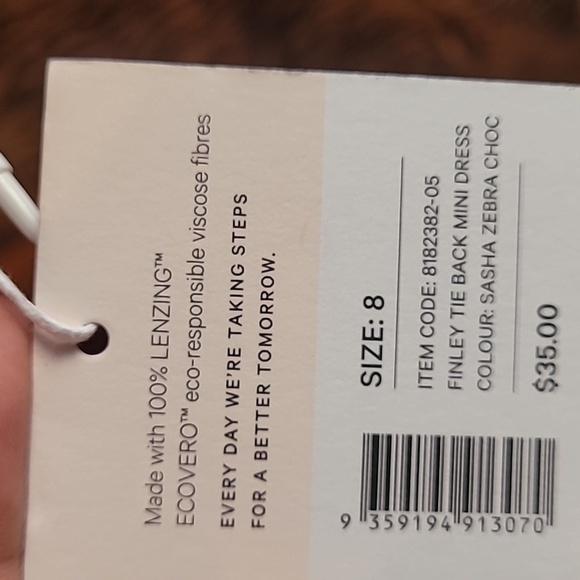 Made with 100% LENZING™
ECOVERO™ eco-responsible viscose fibres
EVERY DAY WE'RE TAKING STEPS
FOR A BETTER TOMORROW.
SIZE: 8
ITEM CODE: 8182382-05
FINLEY TIE BACK MINI DRESS
COLOUR: SASHA ZEBRA CHOC
$35.00
9 359194 913070